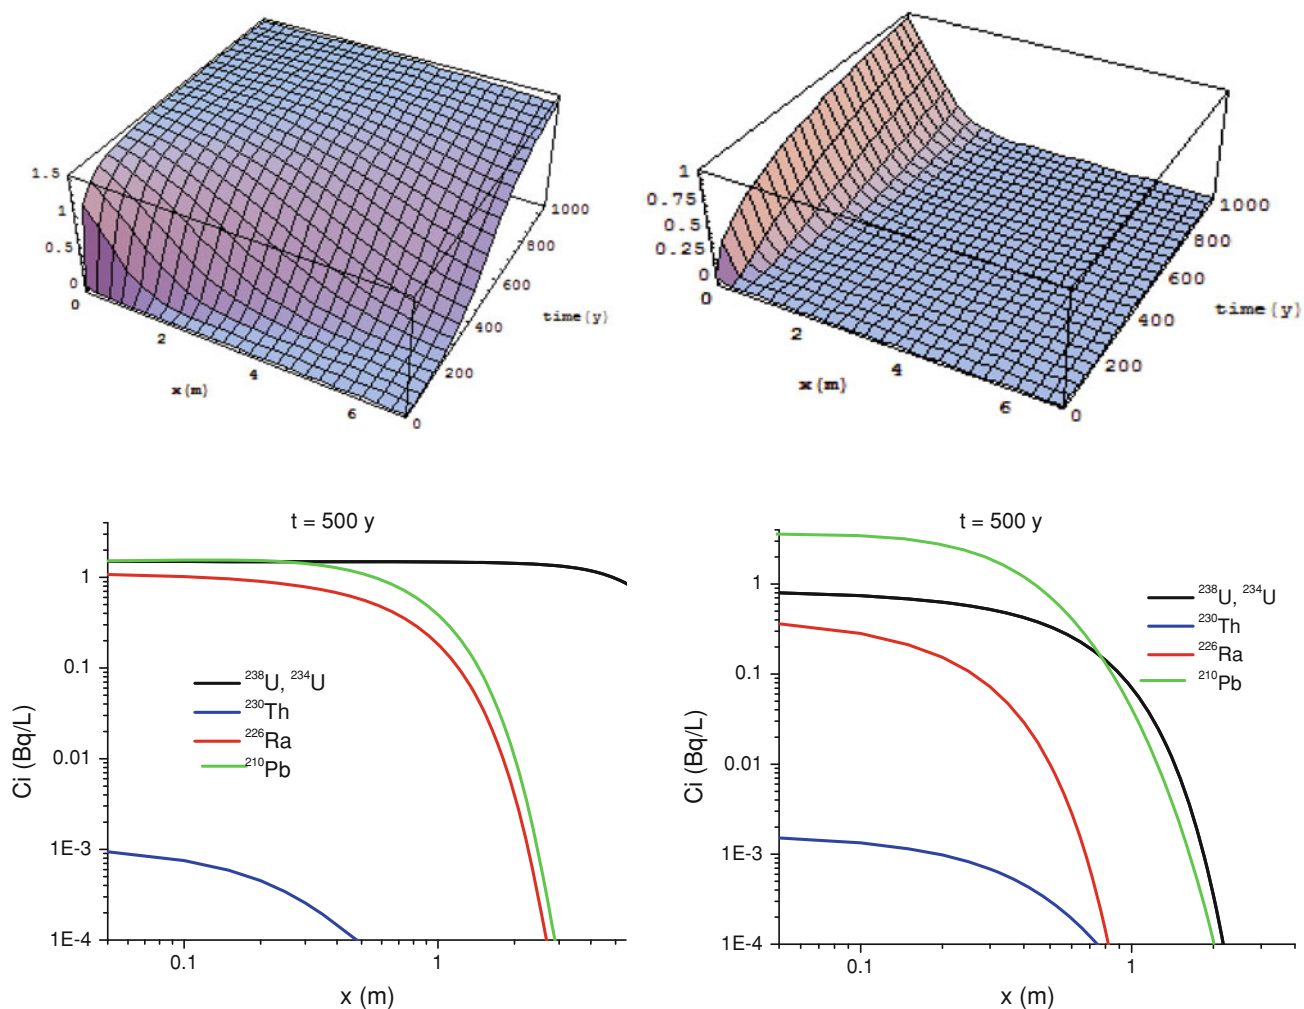 1.5
1
0.5
0
0
2
4
6
x(m)
0
200
400
600
800
1000
time(y)
1
0.75
0.5
0.25
0
0
2
4
6
x(m)
0
200
400
600
800
1000
time(y)
t = 500 y
1
0.1
0.01
1E-3
1E-4
Ci (Bq/L)
238U, 234U
230Th
226Ra
210Pb
0.1
1
x (m)
t = 500 y
1
0.1
0.01
1E-3
1E-4
Ci (Bq/L)
238U, 234U
230Th
226Ra
210Pb
0.1
1
x (m)